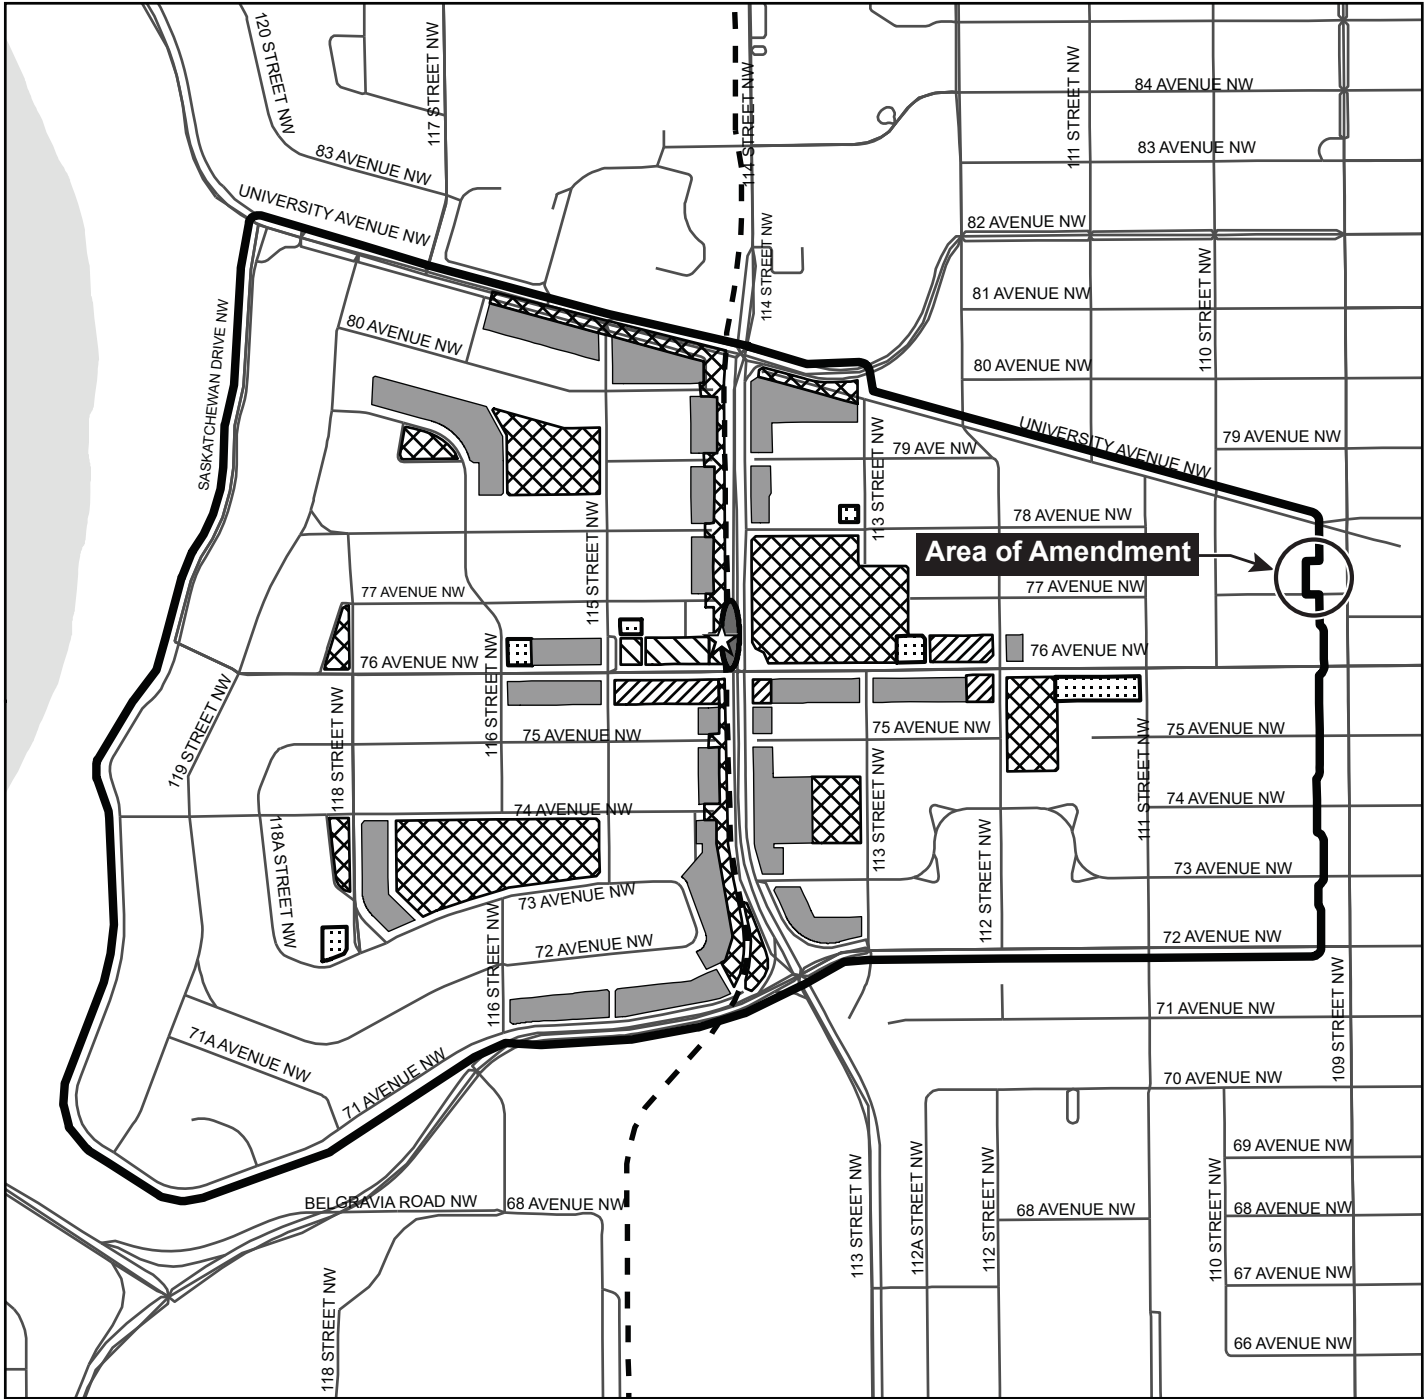 120 STREET NW
117 STREET NW
114 STREET NW
111 STREET NW
84 AVENUE NW
83 AVENUE NW
83 AVENUE NW
UNIVERSITY AVENUE NW
82 AVENUE NW
114 STREET NW
110 STREET NW
81 AVENUE NW
SASKATCHEWAN DRIVE NW
80 AVENUE NW
80 AVENUE NW
UNIVERSITY AVENUE NW
79 AVENUE NW
79 AVE NW
113 STREET NW
115 STREET NW
78 AVENUE NW
Area of Amendment
77 AVENUE NW
77 AVENUE NW
116 STREET NW
76 AVENUE NW
76 AVENUE NW
119 STREET NW
118 STREET NW
75 AVENUE NW
75 AVENUE NW
75 AVENUE NW
111 STREET NW
74 AVENUE NW
74 AVENUE NW
118A STREET NW
113 STREET NW
112 STREET NW
73 AVENUE NW
73 AVENUE NW
116 STREET NW
72 AVENUE NW
72 AVENUE NW
109 STREET NW
71 AVENUE NW
71A AVENUE NW
71 AVENUE NW
70 AVENUE NW
113 STREET NW
112A STREET NW
112 STREET NW
110 STREET NW
69 AVENUE NW
BELGRAVIA ROAD NW
68 AVENUE NW
68 AVENUE NW
68 AVENUE NW
118 STREET NW
67 AVENUE NW
66 AVENUE NW